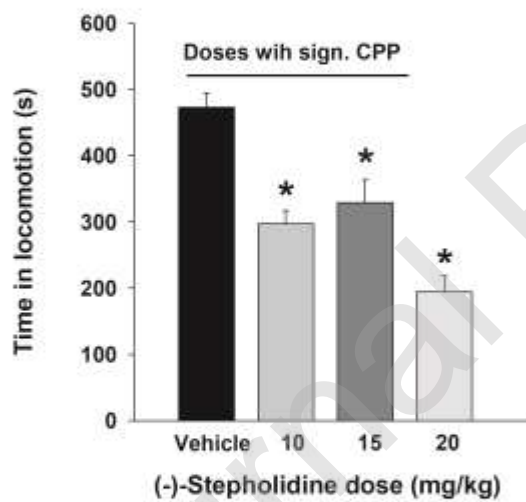 600
Doses wih sign. CPP
500
400
300
200
100
0
Time in locomotion (s)
*
*
*
Vehicle 10 15 20
(-)-Stepholidine dose (mg/kg)